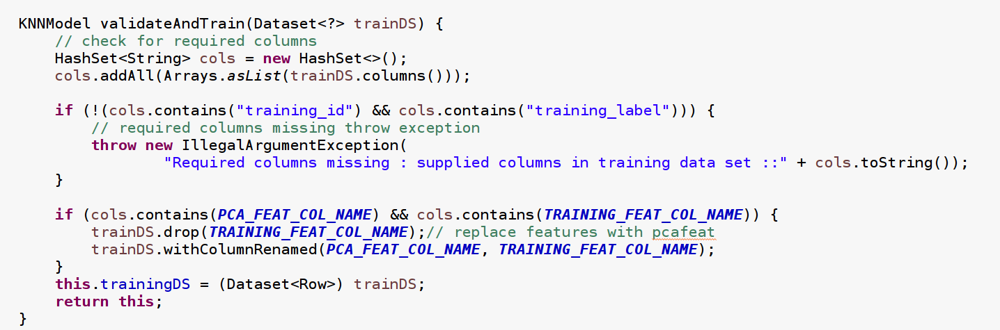 KNNModel validateAndTrain(Dataset<?> trainDS) {
    // check for required columns
    HashSet<String> cols = new HashSet<>();
    cols.addAll(Arrays.asList(trainDS.columns()));

    if (!(cols.contains("training_id") && cols.contains("training_label"))) {
        // required columns missing throw exception
        throw new IllegalArgumentException(
                "Required columns missing : supplied columns in training data set ::" + cols.toString());
    }

    if (cols.contains(PCA_FEAT_COL_NAME) && cols.contains(TRAINING_FEAT_COL_NAME)) {
        trainDS.drop(TRAINING_FEAT_COL_NAME);// replace features with pcafeat
        trainDS.withColumnRenamed(PCA_FEAT_COL_NAME, TRAINING_FEAT_COL_NAME);
    }
    this.trainingDS = (Dataset<Row>) trainDS;
    return this;
}